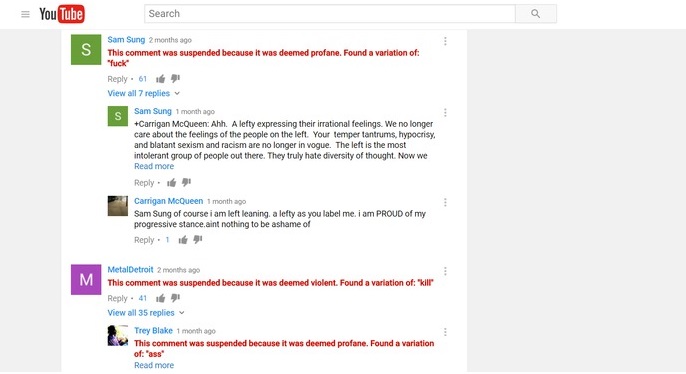 YouTube
Search
S
Sam Sung 2 months ago
This comment was suspended because it was deemed profane. Found a variation of:
"fuck"
Reply • 61
View all 7 replies
S
Sam Sung 1 month ago
+Carrigan McQueen: Ahh. A lefty expressing their irrational feelings. We no longer
care about the feelings of the people on the left. Your temper tantrums, hypocrisy,
and blatant sexism and racism are no longer in vogue. The left is the most
intolerant group of people out there. They truly hate diversity of thought. Now we
Read more
Reply •
Carrigan McQueen 1 month ago
Sam Sung of course i am left leaning. a lefty as you label me. i am PROUD of my
progressive stance.aint nothing to be ashame of
Reply • 1
M
MetalDetroit 2 months ago
This comment was suspended because it was deemed violent. Found a variation of: "kill"
Reply • 41
View all 35 replies
Trey Blake 1 month ago
This comment was suspended because it was deemed profane. Found a variation
of: "ass"
Read more